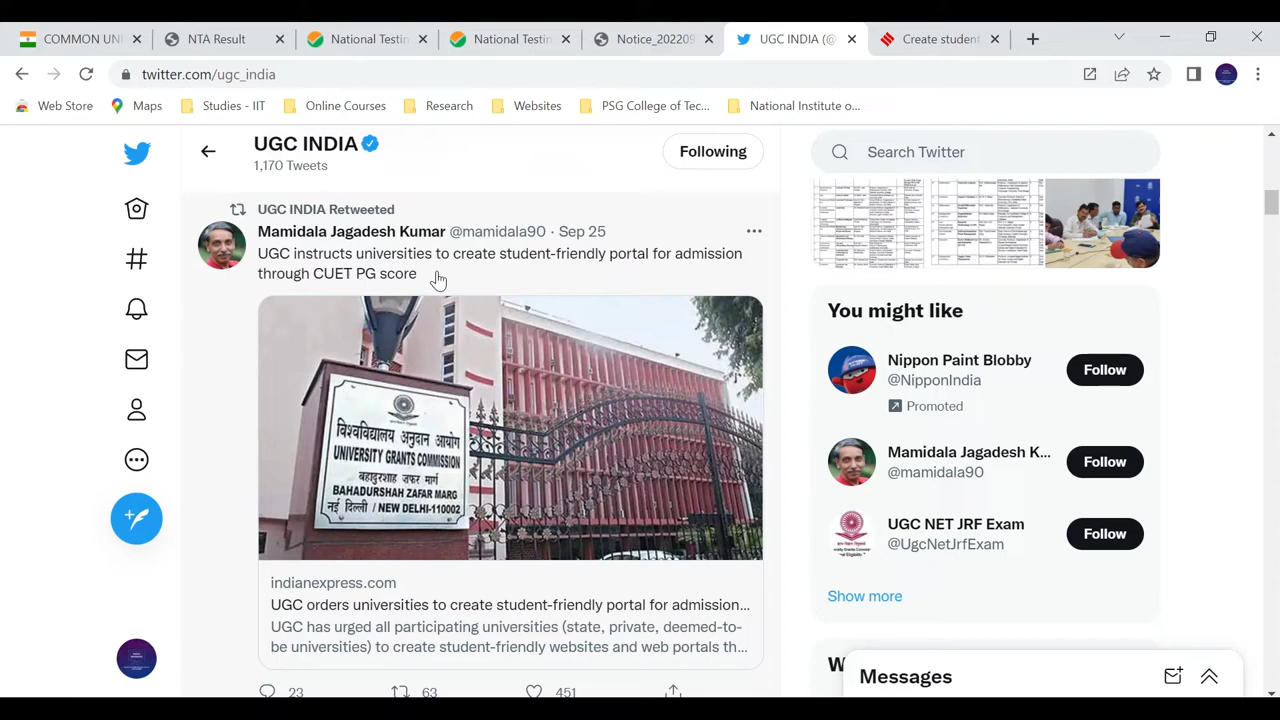 COMMON UNI
NTA Result
National Testin
National Testin
Notice_202209
UGC INDIA (@
Create student
twitter.com/ugc_india
Web Store
Maps
Studies - IIT
Online Courses
Research
Websites
PSG College of Tec...
National Institute o...
UGC INDIA
1,170 Tweets
Following
Search Twitter
UGC INDIA Retweeted
Mamidala Jagadesh Kumar @mamidala90 · Sep 25
universities to create student-friendly portal for admission
through CUET PG score
विश्वविद्यालय अनुदान आयोग
UNIVERSITY GRANTS COMMISSION
बहादुरशाह जफर मार्ग
BAHADURSHAH ZAFAR MARG
नई दिल्ली / NEW DELHI-110002
indianexpress.com
UGC orders universities to create student-friendly portal for admission...
UGC has urged all participating universities (state, private, deemed-to-
be universities) to create student-friendly websites and web portals th...
23
63
451
You might like
Nippon Paint Blobby
@NipponIndia
Promoted
Follow
Mamidala Jagadesh K...
@mamidala90
Follow
UGC NET JRF Exam
@UgcNetJrfExam
Follow
Show more
Messages